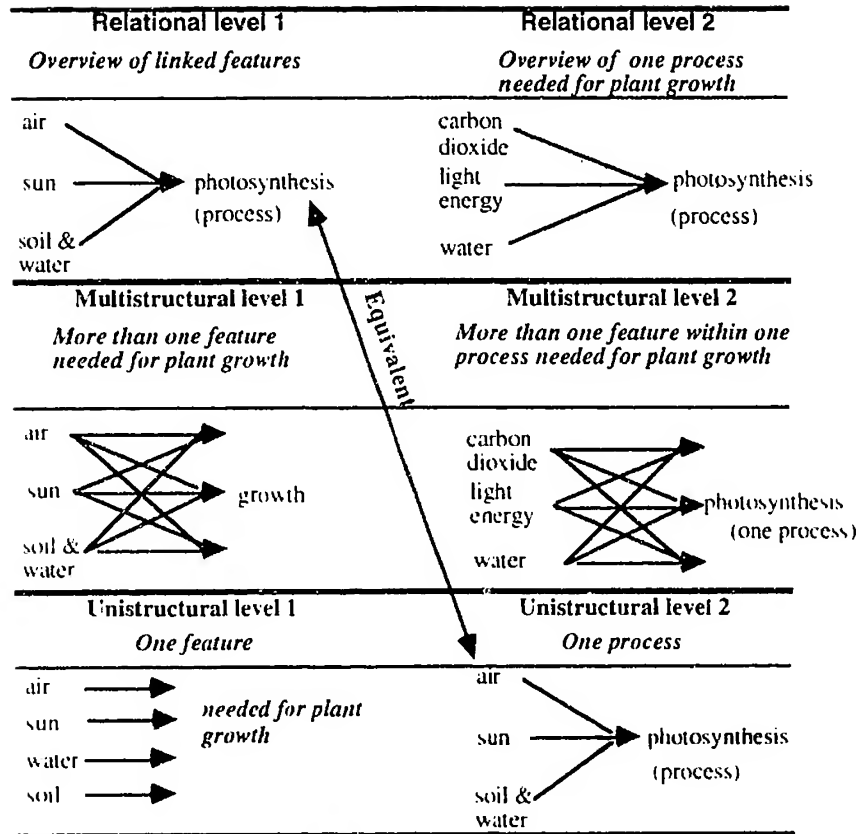 Relational level 1
Overview of linked features
air
sun
soil &
water
photosynthesis
(process)
Relational level 2
Overview of one process
needed for plant growth
carbon
dioxide
light
energy
water
photosynthesis
(process)
Equivalent
Multistructural level 1
More than one feature
needed for plant growth
air
sun
soil &
water
growth
Multistructural level 2
More than one feature within one
process needed for plant growth
carbon
dioxide
light
energy
water
photosynthesis
(one process)
Unistructural level 1
One feature
air
sun
water
soil
needed for plant
growth
Unistructural level 2
One process
air
sun
soil &
water
photosynthesis
(process)